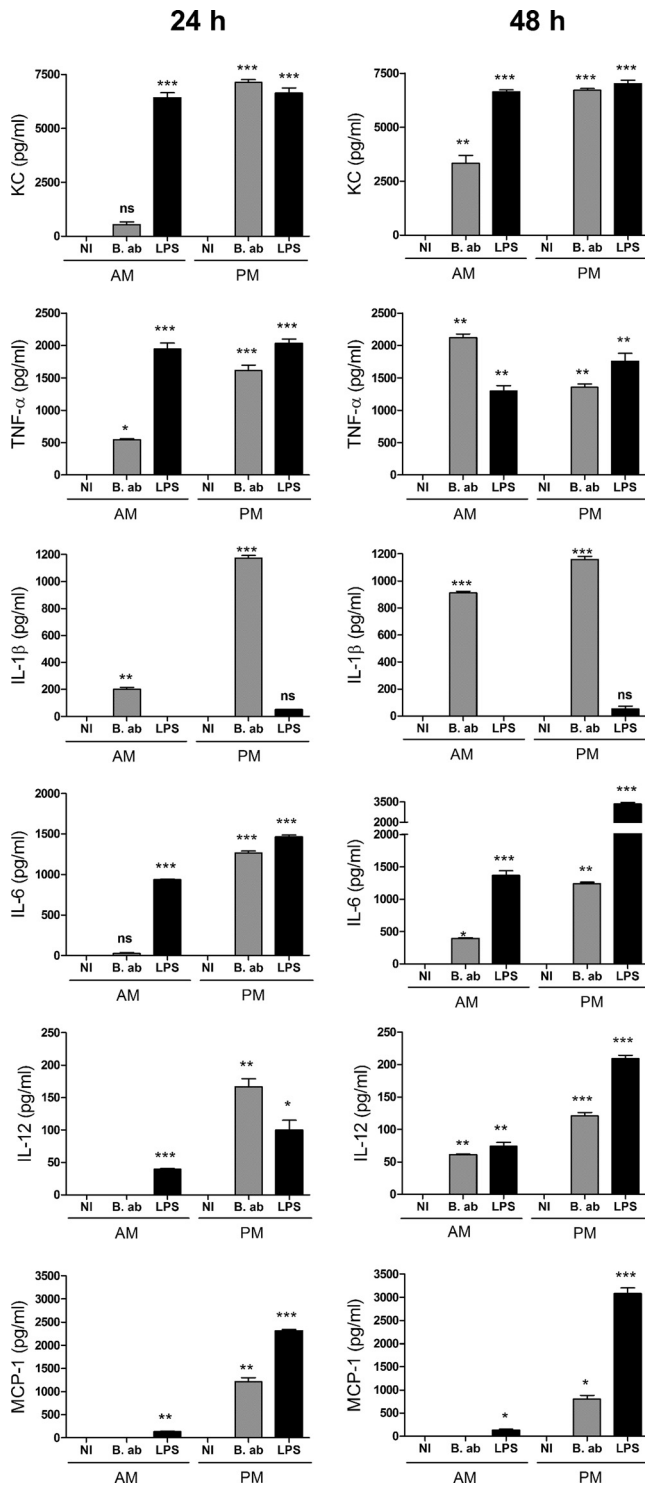 24 h
48 h
KC (pg/ml)
7500
5000
2500
0
ns
***
***
***
NI B. ab LPS NI B. ab LPS
AM PM
KC (pg/ml)
7500
5000
2500
0
**
***
***
***
NI B. ab LPS NI B. ab LPS
AM PM
TNF-α (pg/ml)
2500
2000
1500
1000
500
0
*
***
***
***
NI B. ab LPS NI B. ab LPS
AM PM
TNF-α (pg/ml)
2500
2000
1500
1000
500
0
**
**
**
**
NI B. ab LPS NI B. ab LPS
AM PM
IL-1β (pg/ml)
1200
1000
800
600
400
200
0
**
***
ns
NI B. ab LPS NI B. ab LPS
AM PM
IL-1β (pg/ml)
1200
1000
800
600
400
200
0
***
***
ns
NI B. ab LPS NI B. ab LPS
AM PM
IL-6 (pg/ml)
2000
1500
1000
500
0
ns
***
***
***
NI B. ab LPS NI B. ab LPS
AM PM
IL-6 (pg/ml)
3500
2000
2000
1500
1000
500
0
*
***
**
***
NI B. ab LPS NI B. ab LPS
AM PM
IL-12 (pg/ml)
250
200
150
100
50
0
***
**
*
NI B. ab LPS NI B. ab LPS
AM PM
IL-12 (pg/ml)
250
200
150
100
50
0
**
**
***
***
NI B. ab LPS NI B. ab LPS
AM PM
MCP-1 (pg/ml)
3500
3000
2500
2000
1500
1000
500
0
**
**
***
NI B. ab LPS NI B. ab LPS
AM PM
MCP-1 (pg/ml)
3500
3000
2500
2000
1500
1000
500
0
*
*
***
NI B. ab LPS NI B. ab LPS
AM PM